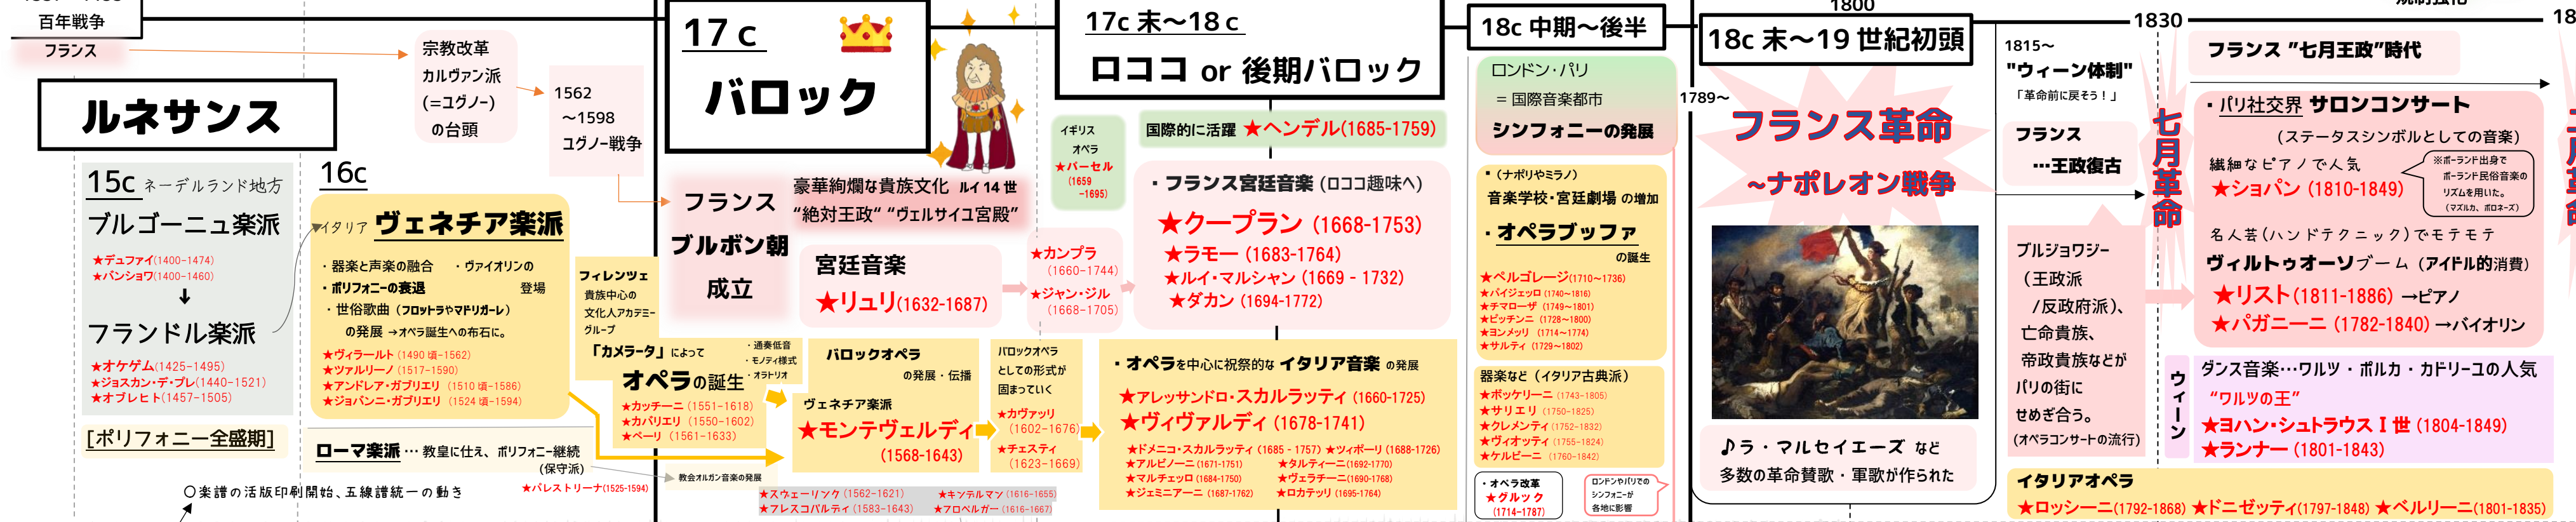 百年戦争
フランス
宗教改革
カルヴァン派
(=ユグノー)
の台頭
1562
～1598
ユグノー戦争
ルネサンス
15c ネーデルランド地方
ブルゴーニュ楽派
★デュファイ(1400-1474)
★バンショワ(1400-1460)
↓
フランドル楽派
★オケゲム(1425-1495)
★ジョスカン・デ・プレ(1440-1521)
★オブレヒト(1457-1505)
[ポリフォニー全盛期]
〇楽譜の活版印刷開始、五線譜統一の動き
16c
イタリア ヴェネチア楽派
・器楽と声楽の融合 ・ヴァイオリンの
登場
・ポリフォニーの衰退
・世俗歌曲（フロットラやマドリガーレ）
の発展 →オペラ誕生への布石に。
★ヴィラールト（1490 頃-1562）
★ツァルリーノ（1517-1590）
★アンドレア・ガブリエリ（1510 頃-1586）
★ジョバンニ・ガブリエリ（1524 頃-1594）
ローマ楽派 … 教皇に仕え、ポリフォニー継続
(保守派)
★パレストリーナ(1525-1594)
17 c
バロック
フランス
ブルボン朝
成立
豪華絢爛な貴族文化 ルイ 14 世
“絶対王政“ “ヴェルサイユ宮殿”
宮廷音楽
★リュリ(1632-1687)
★カンプラ
(1660-1744)
★ジャン・ジル
(1668-1705)
フィレンツェ
貴族中心の
文化人アカデミー
グループ
「カメラータ」によって
オペラの誕生
・通奏低音
・モノディ様式
・オラトリオ
★カッチーニ（1551-1618）
★カバリエリ（1550-1602）
★ペーリ（1561-1633）
バロックオペラ
の発展・伝播
ヴェネチア楽派
★モンテヴェルディ
(1568-1643)
バロックオペラ
としての形式が
固まっていく
★カヴァッリ
(1602-1676)
★チェスティ
(1623-1669)
教会オルガン音楽の発展
★スウェーリンク（1562-1621）
★フレスコバルディ（1583-1643）
★キンデルマン（1616-1655）
★フロベルガー（1616-1667）
17c 末～18 c
ロココ or 後期バロック
イギリス
オペラ
★パーセル
(1659
-1695)
国際的に活躍 ★ヘンデル(1685-1759)
・フランス宮廷音楽（ロココ趣味へ）
★クープラン（1668-1753）
★ラモー（1683-1764）
★ルイ・マルシャン（1669 - 1732）
★ダカン（1694-1772）
・オペラを中心に祝祭的な イタリア音楽 の発展
★アレッサンドロ・スカルラッティ（1660-1725）
★ヴィヴァルディ（1678-1741）
★ドメニコ・スカルラッティ（1685 - 1757）★ツィポーリ（1688-1726）
★アルビノーニ（1671-1751） ★タルティーニ(1692-1770)
★マルチェッロ（1684-1750） ★ヴェラチーニ(1690-1768)
★ジェミニアーニ（1687-1762） ★ロカテッリ（1695-1764）
18c 中期～後半
ロンドン・パリ
= 国際音楽都市
シンフォニーの発展
・（ナポリやミラノ）
音楽学校・宮廷劇場 の増加
・オペラブッファ
の誕生
★ペルゴレージ(1710～1736)
★パイジェッロ（1740～1816）
★チマローザ（1749～1801）
★ピッチンニ（1728～1800）
★ヨンメッリ（1714～1774）
★サルティ（1729～1802）
器楽など（イタリア古典派）
★ボッケリーニ（1743-1805）
★サリエリ（1750-1825）
★クレメンティ（1752-1832）
★ヴィオッティ（1755-1824）
★ケルビーニ（1760-1842）
・オペラ改革
★グルック
(1714-1787)
ロンドンやパリでの
シンフォニーが
各地に影響
1800
18c 末～19 世紀初頭
1789～
フランス革命
～ナポレオン戦争
♪ラ・マルセイエーズ など
多数の革命賛歌・軍歌が作られた
1815～
"ウィーン体制"
「革命前に戻そう！」
フランス
…王政復古
ブルジョワジー
（王政派
/反政府派）、
亡命貴族、
帝政貴族などが
パリの街に
せめぎ合う。
(オペラコンサートの流行)
1830
七月革命
フランス ”七月王政”時代
・パリ社交界 サロンコンサート
(ステータスシンボルとしての音楽)
繊細なピアノで人気
★ショパン（1810-1849）
※ポーランド出身で
ポーランド民俗音楽の
リズムを用いた。
（マズルカ、ポロネーズ）
名人芸(ハンドテクニック)でモテモテ
ヴィルトゥオーソブーム（アイドル的消費）
★リスト(1811-1886) →ピアノ
★パガニーニ（1782-1840）→バイオリン
ウィーン
ダンス音楽…ワルツ・ポルカ・カドリーユの人気
“ワルツの王”
★ヨハン・シュトラウス I 世（1804-1849）
★ランナー（1801-1843）
イタリアオペラ
★ロッシーニ(1792-1868) ★ドニゼッティ(1797-1848) ★ベルリーニ(1801-1835)